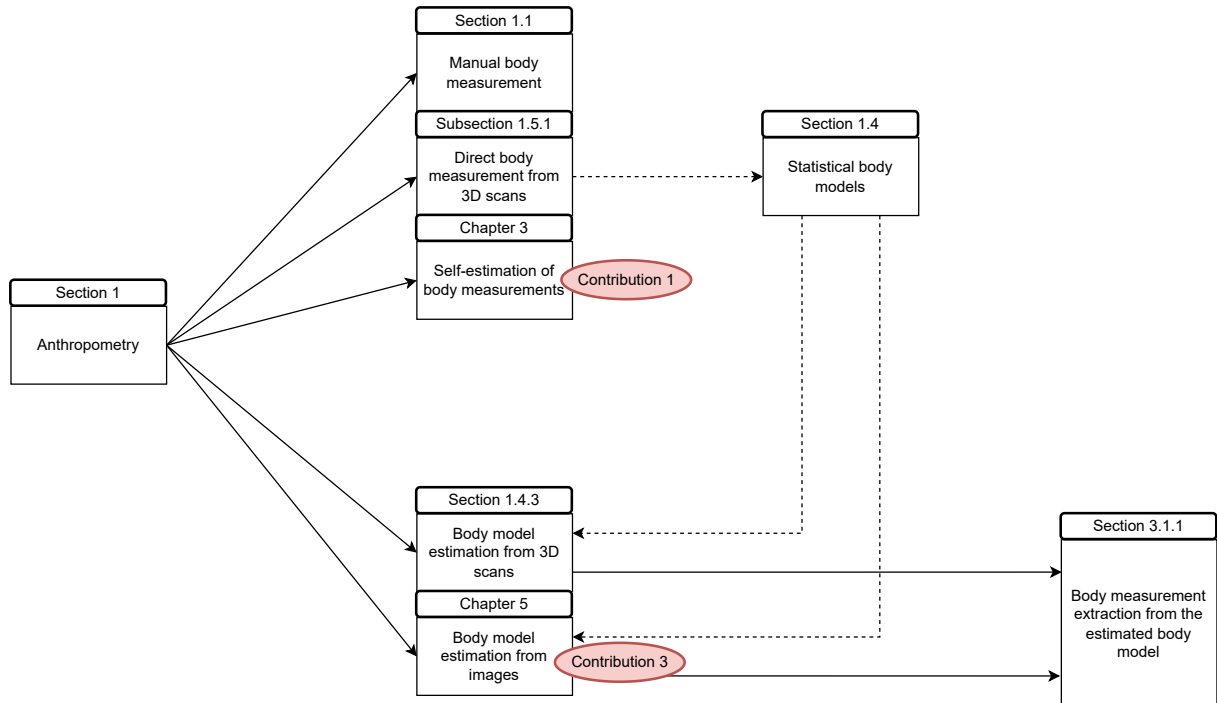 Section 1.1
Manual body
measurement
Subsection 1.5.1
Direct body
measurement from
3D scans
Section 1.4
Statistical body
models
Chapter 3
Self-estimation of
body measurements
Contribution 1
Section 1
Anthropometry
Section 1.4.3
Body model
estimation from 3D
scans
Chapter 5
Body model
estimation from
images
Contribution 3
Section 3.1.1
Body measurement
extraction from the
estimated body
model